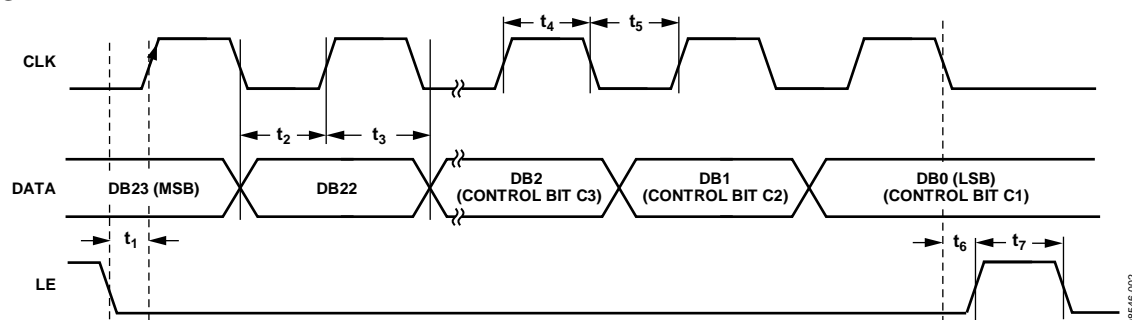 t4
t5
CLK
t2
t3
DATA
DB23 (MSB)
DB22
DB2
(CONTROL BIT C3)
DB1
(CONTROL BIT C2)
DB0 (LSB)
(CONTROL BIT C1)
t1
t6
t7
LE